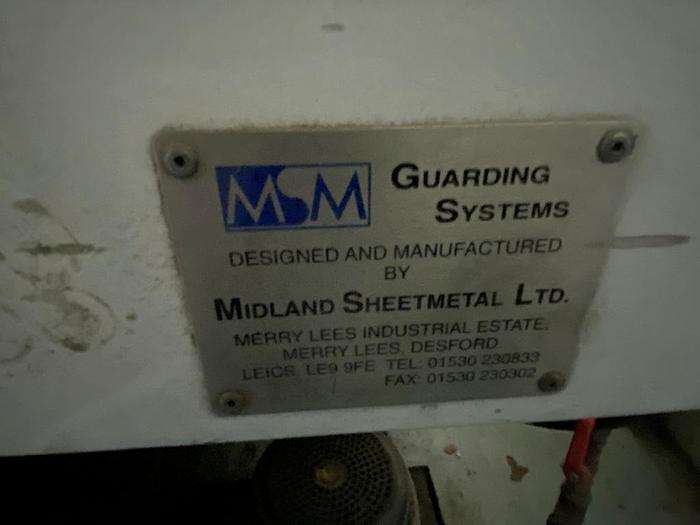 MSM GUARDING
SYSTEMS
DESIGNED AND MANUFACTURED
BY
MIDLAND SHEETMETAL LTD.
MERRY LEES INDUSTRIAL ESTATE,
MERRY LEES, DESFORD.
LEICS. LE9 9FE TEL: 01530 230833
FAX: 01530 230302